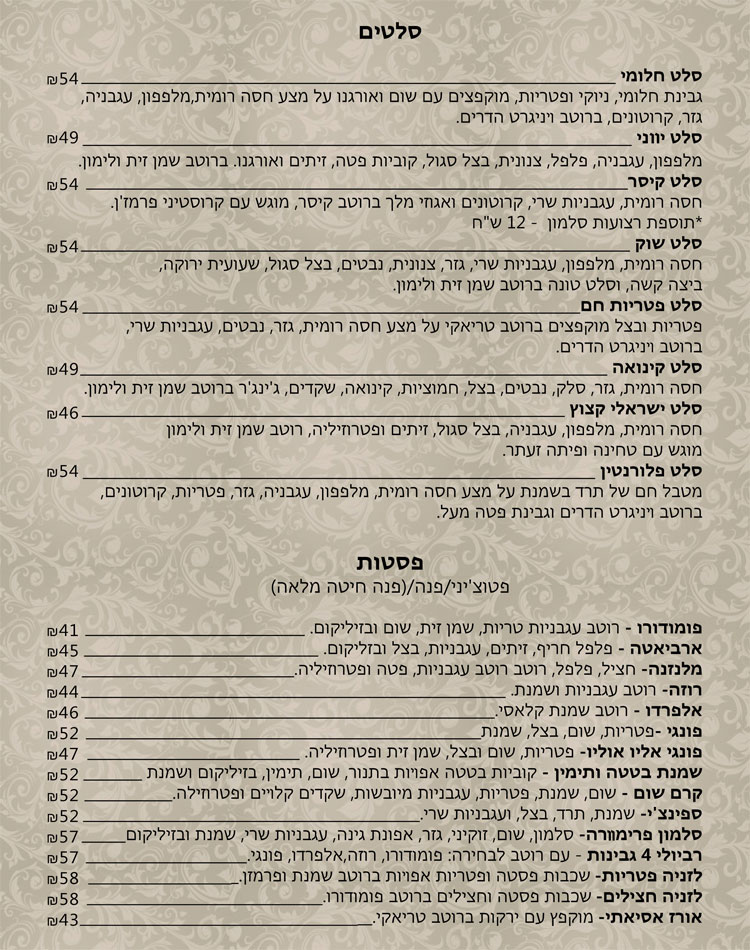 סלטים
סלט חלומי ₪54
גבינת חלומי, ניוקי ופטריות, מוקפצים עם שום ואורגנו על מצע חסה רומית,מלפפון, עגבניה,
גזר, קרוטונים, ברוטב ויניגרט הדרים.
סלט יווני ₪49
מלפפון, עגבניה, פלפל, צנונית, בצל סגול, קוביות פטה, זיתים ואורגנו. ברוטב שמן זית ולימון.
סלט קיסר ₪54
חסה רומית, עגבניות שרי, קרוטונים ואגוזי מלך ברוטב קיסר, מוגש עם קרוסטיני פרמז'ן.
*תוספת רצועות סלמון - 12 ש"ח
סלט שוק ₪54
חסה רומית, מלפפון, עגבניות שרי, גזר, צנונית, נבטים, בצל סגול, שעועית ירוקה,
ביצה קשה, וסלט טונה ברוטב שמן זית ולימון.
סלט פטריות חם ₪54
פטריות ובצל מוקפצים ברוטב טריאקי על מצע חסה רומית, גזר, נבטים, עגבניות שרי,
ברוטב ויניגרט הדרים.
סלט קינואה ₪49
חסה רומית, גזר, סלק, נבטים, בצל, חמוציות, קינואה, שקדים, ג'ינג'ר ברוטב שמן זית ולימון.
סלט ישראלי קצוץ ₪46
חסה רומית, מלפפון, עגבניה, בצל סגול, זיתים ופטרוזיליה, רוטב שמן זית ולימון
מוגש עם טחינה ופיתה זעתר.
סלט פלורנטין ₪54
מטבל חם של תרד בשמנת על מצע חסה רומית, מלפפון, עגבניה, גזר, פטריות, קרוטונים,
ברוטב ויניגרט הדרים וגבינת פטה מעל.
פסטות
פטוצ'יני/פנה/(פנה חיטה מלאה)
פומודורו - רוטב עגבניות טריות, שמן זית, שום ובזיליקום. ₪41
ארביאטה - פלפל חריף, זיתים, עגבניות, בצל ובזליקום. ₪45
מלנזנה- חציל, פלפל, רוטב רוטב עגבניות, פטה ופטרוזיליה. ₪47
רוזה- רוטב עגבניות ושמנת. ₪44
אלפרדו - רוטב שמנת קלאסי. ₪46
פונגי -פטריות, שום, בצל, שמנת ₪52
פונגי אליו אוליו- פטריות, שום ובצל, שמן זית ופטרוזיליה. ₪47
שמנת בטטה ותימין - קוביות בטטה אפויות בתנור, שום, תימין, בזיליקום ושמנת ₪52
קרם שום - שום, שמנת, פטריות, עגבניות מיובשות, שקדים קלויים ופטרוזילה. ₪52
ספינצ'י- שמנת, תרד, בצל, ועגבניות שרי. ₪52
סלמון פרימוורה- סלמון, שום, זוקיני, גזר, אפונת גינה, עגבניות שרי, שמנת ובזיליקום ₪57
רביולי 4 גבינות - עם רוטב לבחירה: פומודורו, רוזה,אלפרדו, פונגי. ₪57
לזניה פטריות- שכבות פסטה ופטריות אפויות ברוטב שמנת ופרמזן. ₪58
לזניה חצילים- שכבות פסטה וחצילים ברוטב פומודורו. ₪58
אורז אסיאתי- מוקפץ עם ירקות ברוטב טריאקי. ₪43